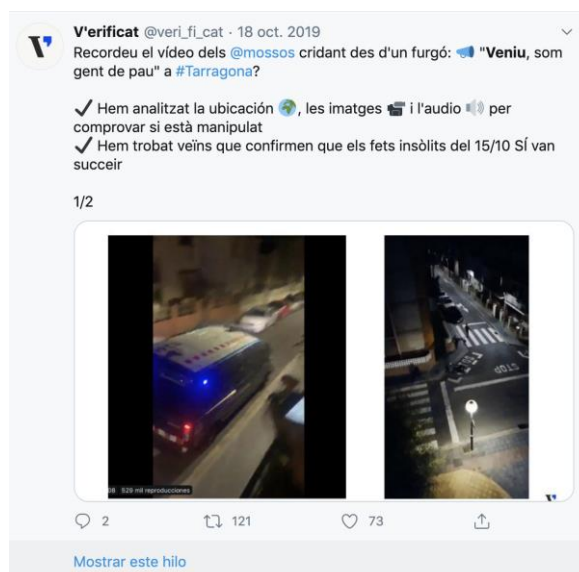 V'erificat @veri_fi_cat · 18 oct. 2019
Recordeu el vídeo dels @mossos cridant des d'un furgó: 📢 "Veniu, som
gent de pau" a #Tarragona?
✓ Hem analitzat la ubicación 🌍, les imatges 📹 i l'audio 🔊 per
comprovar si està manipulat
✓ Hem trobat veïns que confirmen que els fets insòlits del 15/10 SÍ van
succeir
1/2
528 mil reproducciones
STOP
2
121
73
Mostrar este hilo